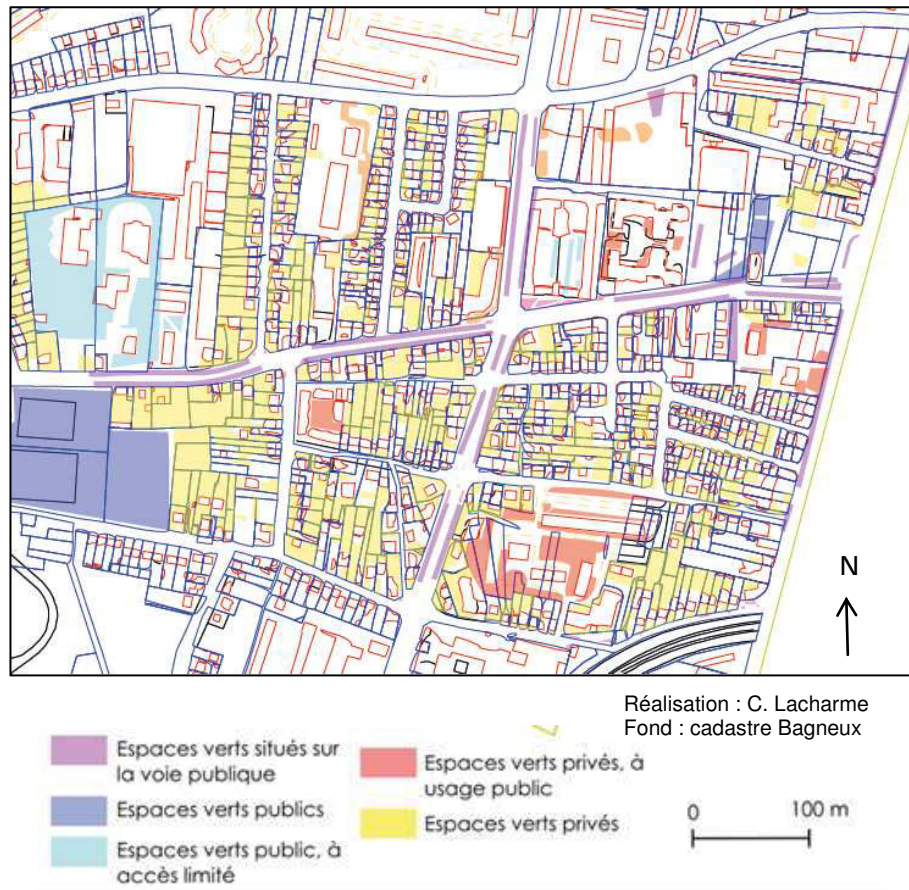 N
Réalisation : C. Lacharme
Fond : cadastre Bagneux
Espaces verts situés sur
la voie publique
Espaces verts publics
Espaces verts public, à
accès limité
Espaces verts privés, à
usage public
Espaces verts privés
0 100 m